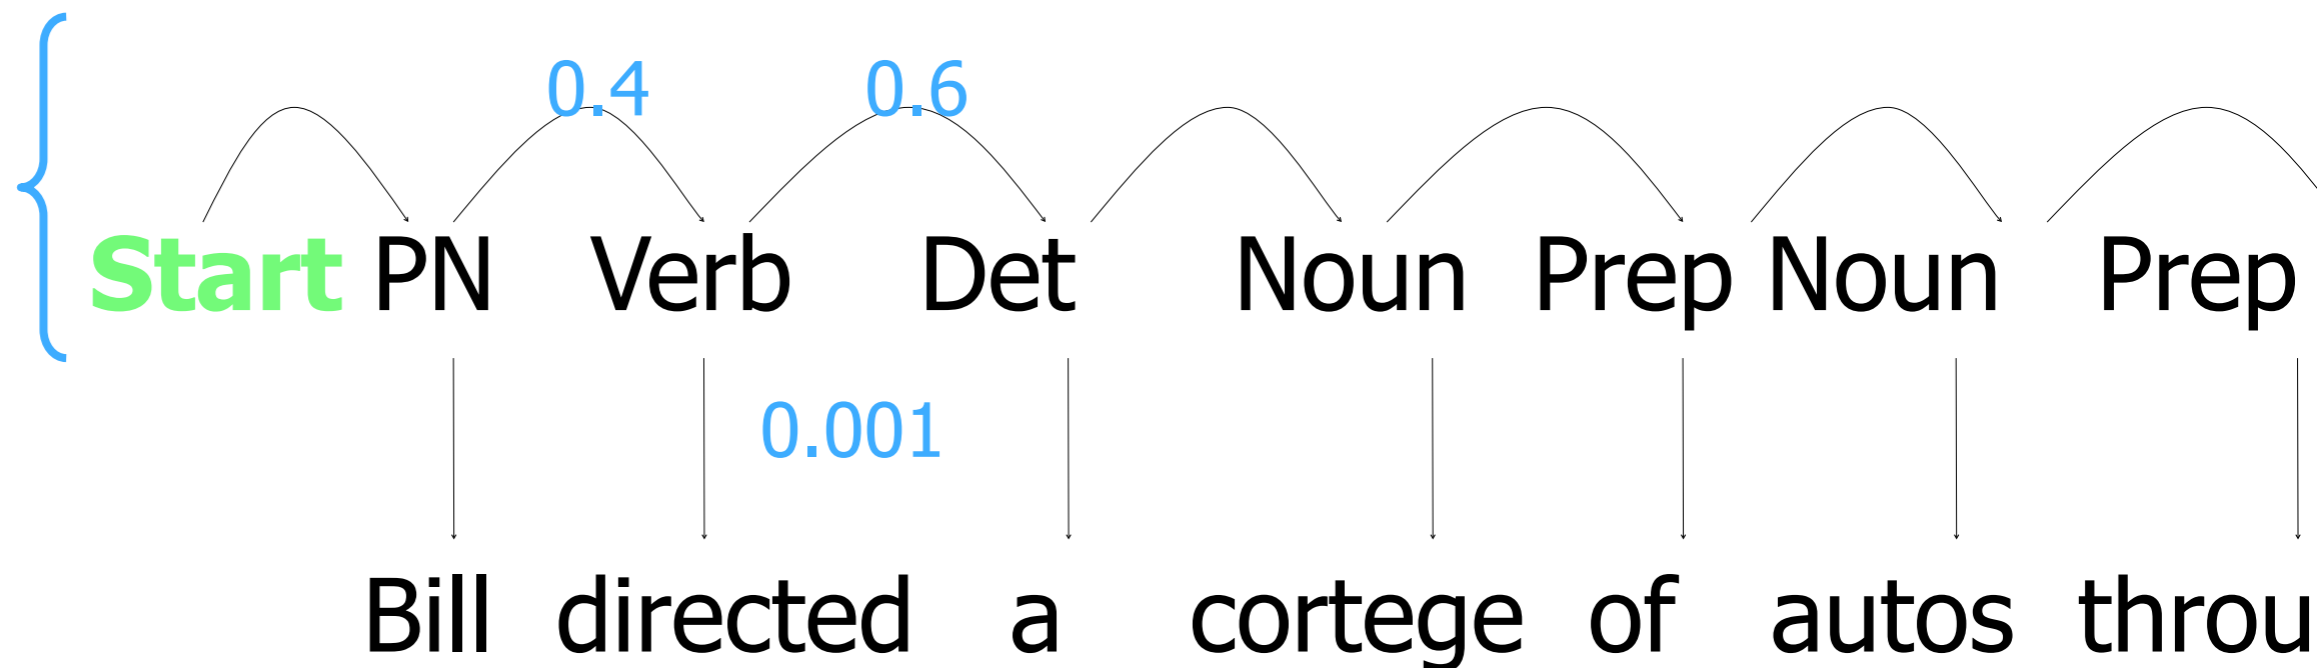 0.4 0.6
Start PN Verb Det Noun Prep Noun Prep
0.001
Bill directed a cortege of autos throu